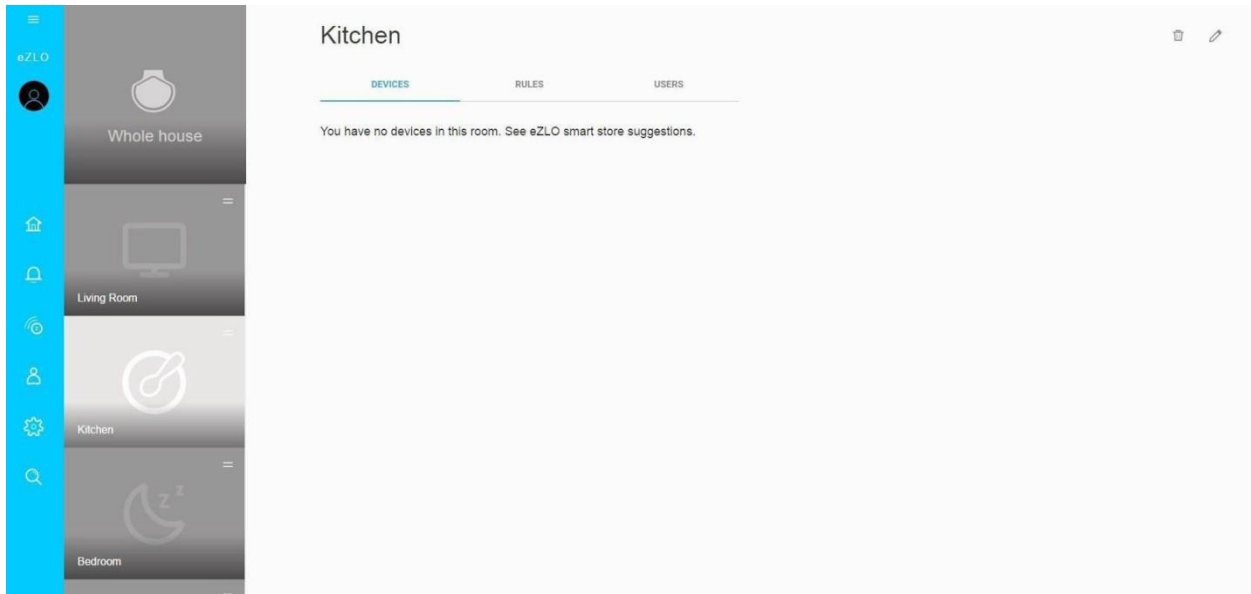 eZLO
Whole house
Living Room
Kitchen
z z
Bedroom
Kitchen
DEVICES RULES USERS
You have no devices in this room. See eZLO smart store suggestions.